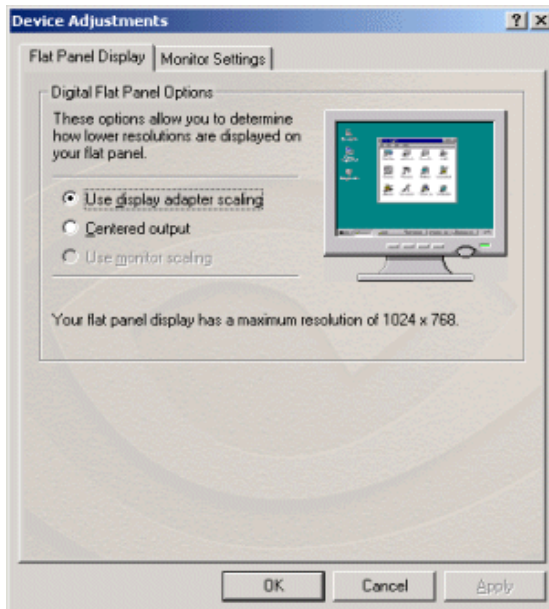 Device Adjustments
Flat Panel Display
Monitor Settings
Digital Flat Panel Options
These options allow you to determine
how lower resolutions are displayed on
your flat panel.
Use display adapter scaling
Centered output
Use monitor scaling
Your flat panel display has a maximum resolution of 1024 x 768.
OK
Cancel
Apply